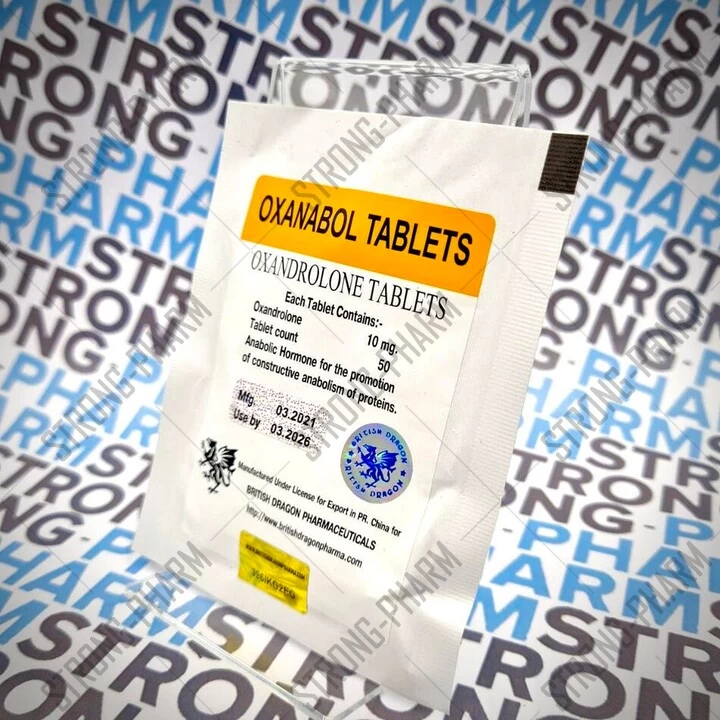 OXANABOL TABLETS
OXANDROLONE TABLETS
Each Tablet Contains:-
Oxandrolone 10 mg.
Tablet count 50
Anabolic Hormone for the promotion
of constructive anabolism of proteins.
Mfg. 03.2021
Use by 03.2026
BRITISH DRAGON
BRITISH DRAGON
Manufactured Under License for Export in PR. China for
BRITISH DRAGON PHARMACEUTICALS
http://www.britishdragonpharma.com
STRONG-PHARM